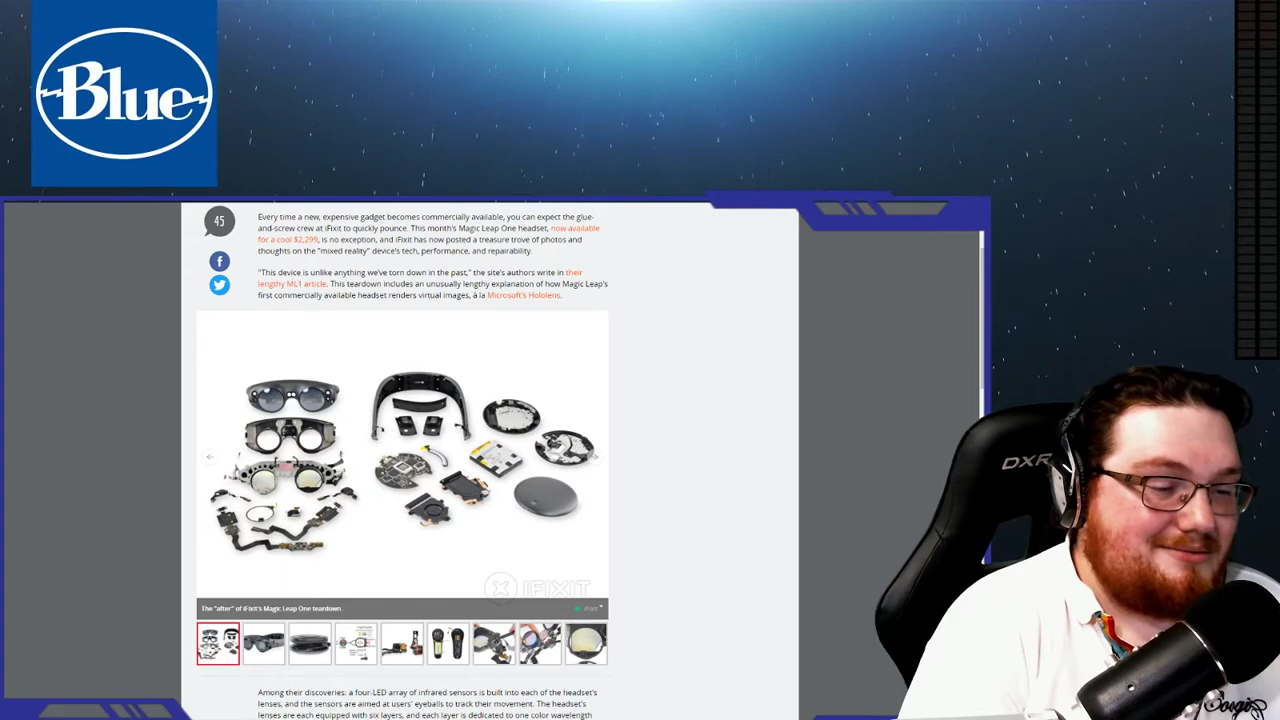 Blue
45
Every time a new, expensive gadget becomes commercially available, you can expect the glue-
and-screw crew at iFixit to quickly pounce. This month's Magic Leap One headset, now available
for a cool $2,299, is no exception, and iFixit has now posted a treasure trove of photos and
thoughts on the "mixed reality" device's tech, performance, and repairability.
"This device is unlike anything we've torn down in the past," the site's authors write in their
lengthy ML1 article. This teardown includes an unusually lengthy explanation of how Magic Leap's
first commercially available headset renders virtual images, à la Microsoft's Hololens.
IFIXIT
The "after" of iFixit's Magic Leap One teardown.
iFixit
Among their discoveries: a four-LED array of infrared sensors is built into each of the headset's
lenses, and the sensors are aimed at users' eyeballs to track their movement. The headset's
lenses are each equipped with six layers, and each layer is dedicated to one color wavelength
DXR